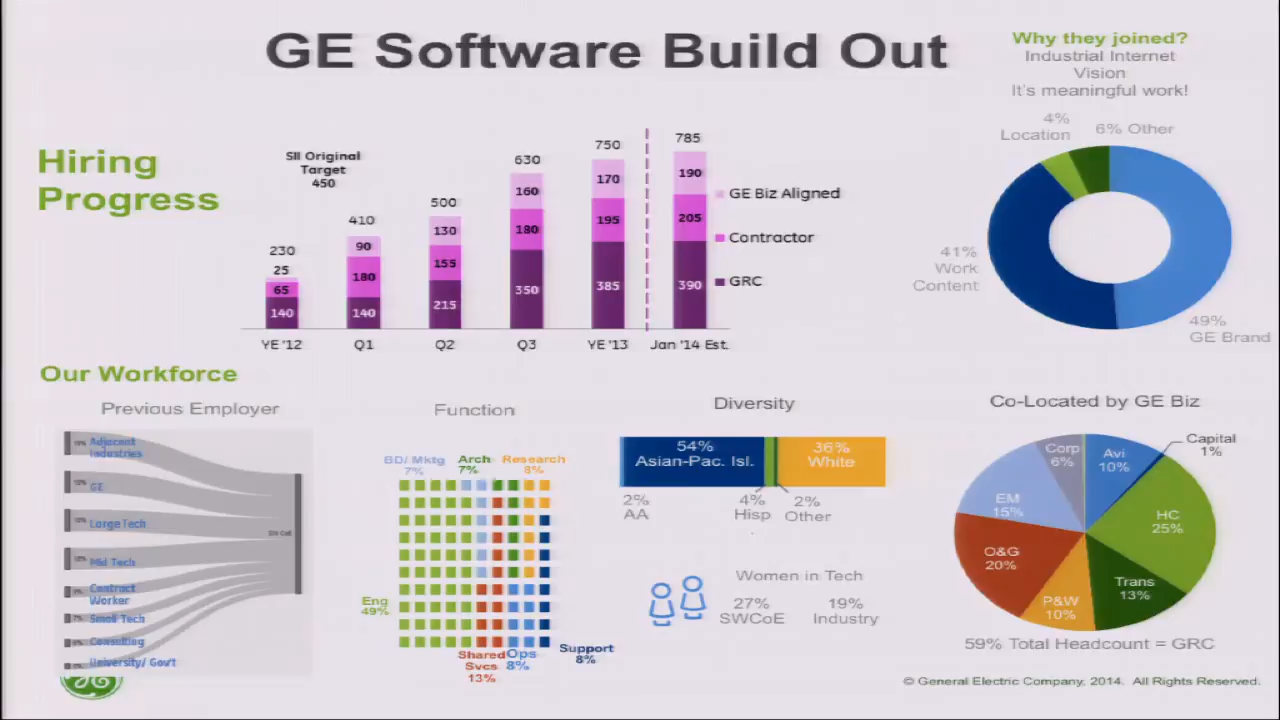 GE Software Build Out
Why they joined?
Industrial Internet
Vision
It's meaningful work!
4%
Location
6% Other
41%
Work
Content
49%
GE Brand
Hiring
Progress
SII Original
Target
450
230
25
65
140
410
90
180
140
500
130
155
215
630
160
180
350
750
170
195
385
785
190
205
390
YE '12
Q1
Q2
Q3
YE '13
Jan '14 Est.
GE Biz Aligned
Contractor
GRC
Our Workforce
Previous Employer
Adjacent
Industries
GE
Large Tech
Mid Tech
Contract
Worker
Small Tech
Consulting
University/ Gov't
Function
BD/ Mktg
7%
Arch
7%
Research
8%
Eng
49%
Shared
Svcs
13%
Ops
8%
Support
8%
Diversity
54%
Asian-Pac. Isl.
36%
White
2%
AA
4%
Hisp
2%
Other
Women in Tech
27%
SWCoE
19%
Industry
Co-Located by GE Biz
Corp
6%
Avi
10%
Capital
1%
HC
25%
Trans
13%
P&W
10%
O&G
20%
EM
15%
59% Total Headcount = GRC
© General Electric Company, 2014. All Rights Reserved.